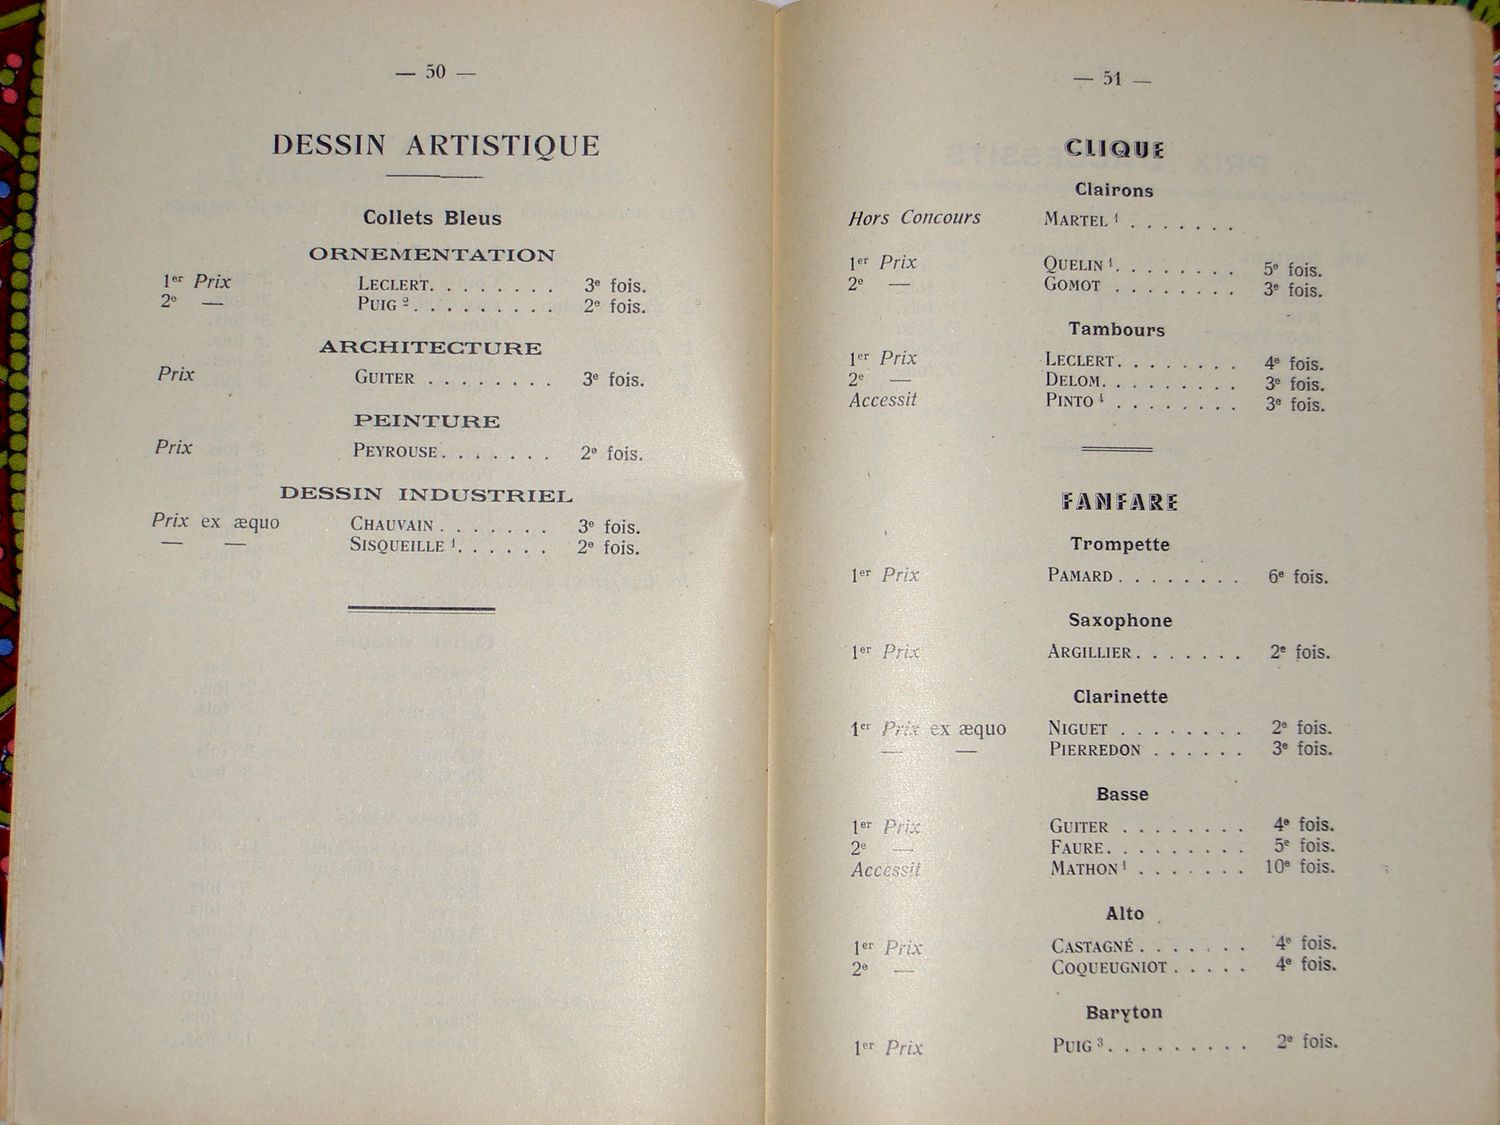 — 50 —
DESSIN ARTISTIQUE
Collets Bleus
ORNEMENTATION
1er Prix LECLERT. . . . . . . . 3e fois.
2e — PUIG 2. . . . . . . . . 2e fois.
ARCHITECTURE
Prix GUITER . . . . . . . . 3e fois.
PEINTURE
Prix PEYROUSE. . . . . . . 2e fois.
DESSIN INDUSTRIEL
Prix ex æquo CHAUVAIN . . . . . . . 3e fois.
— — SISQUEILLE 1. . . . . . 2e fois.
— 51 —
CLIQUE
Clairons
Hors Concours MARTEL 1 . . . . . . .
1er Prix QUELIN 1. . . . . . . . 5e fois.
2e — GOMOT . . . . . . . . . 3e fois.
Tambours
1er Prix LECLERT. . . . . . . . 4e fois.
2e — DELOM. . . . . . . . . 3e fois.
Accessit PINTO 1 . . . . . . . . 3e fois.
FANFARE
Trompette
1er Prix PAMARD . . . . . . . . 6e fois.
Saxophone
1er Prix ARGILLIER. . . . . . . 2e fois.
Clarinette
1er Prix ex æquo NIGUET . . . . . . . . 2e fois.
— — PIERREDON . . . . . . 3e fois.
Basse
1er Prix GUITER . . . . . . . . 4e fois.
2e — FAURE. . . . . . . . . 5e fois.
Accessit MATHON 1 . . . . . . . 10e fois.
Alto
1er Prix CASTAGNÉ . . . . . . . 4e fois.
2e — COQUEUGNIOT . . . . . 4e fois.
Baryton
1er Prix PUIG 3. . . . . . . . . 2e fois.